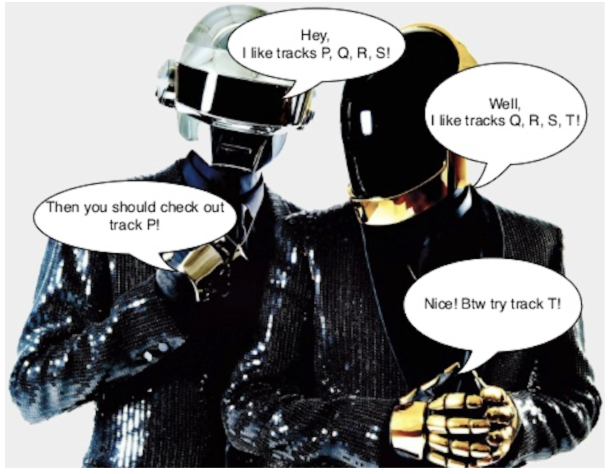 Hey,
I like tracks P, Q, R, S!
Well,
I like tracks Q, R, S, T!
Then you should check out
track P!
Nice! Btw try track T!